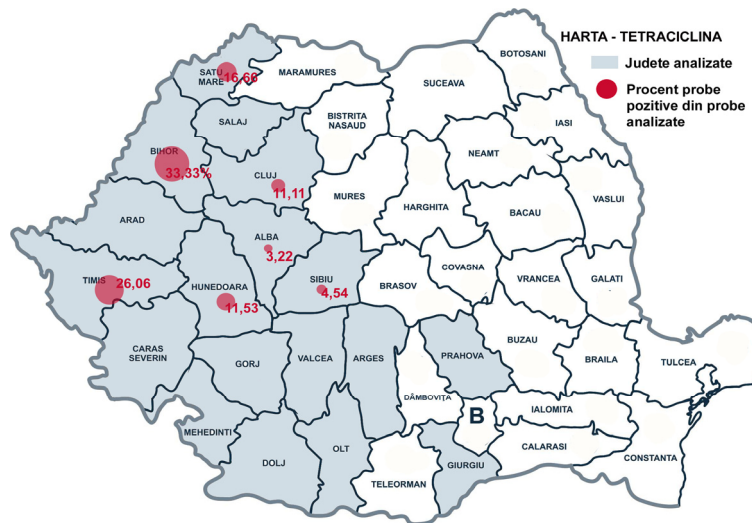 HARTA - TETRACICLINA
Judete analizate
Procent probe
pozitive din probe
analizate
BOTOSANI
SATU
MARE
16,66
MARAMURES
SUCEAVA
SALAJ
BISTRITA
NASAUD
IASI
BIHOR
33,33%
CLUJ
11,11
NEAMT
MURES
HARGHITA
VASLUI
BACAU
ARAD
ALBA
3,22
TIMIS
26,06
HUNEDOARA
11,53
SIBIU
4,54
BRASOV
COVASNA
VRANCEA
GALATI
CARAS
SEVERIN
GORJ
VALCEA
ARGES
PRAHOVA
BUZAU
BRAILA
TULCEA
DÂMBOVIȚA
MEHEDINTI
B
IALOMITA
DOLJ
OLT
GIURGIU
CALARASI
CONSTANTA
TELEORMAN